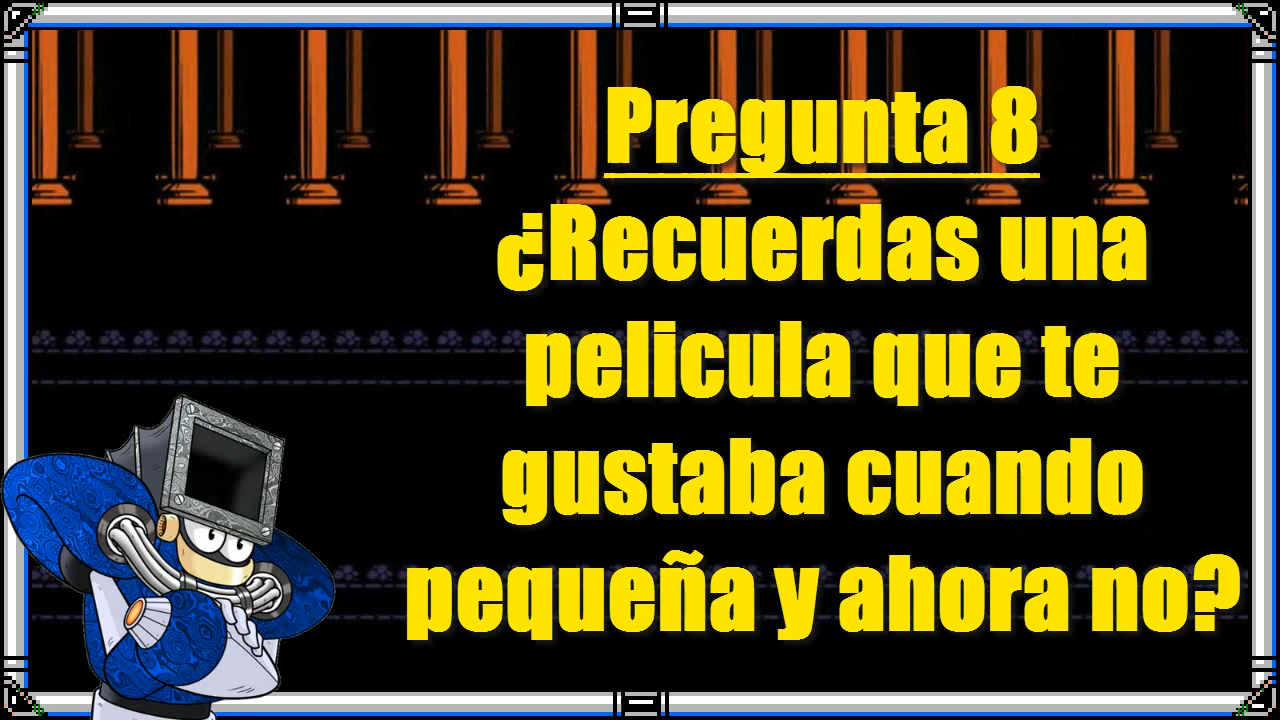 Pregunta 8
¿Recuerdas una
pelicula que te
gustaba cuando
pequeña y ahora no?